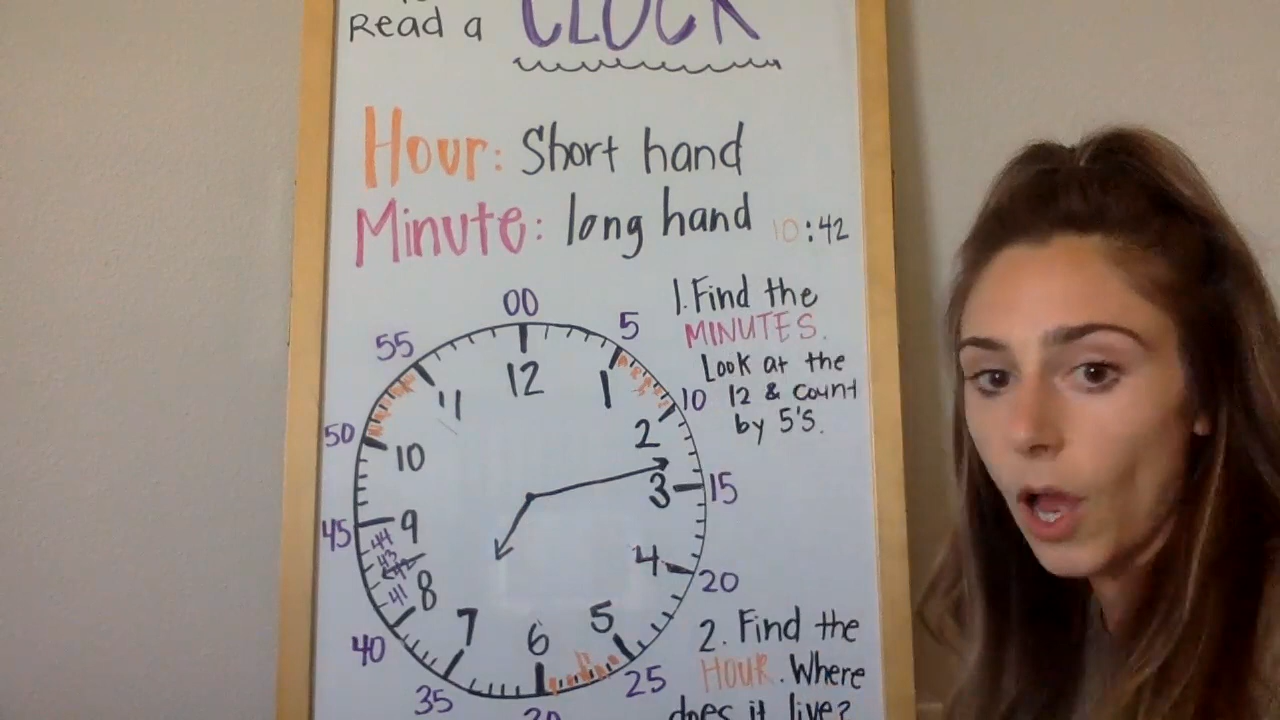 Read a CLOCK
Hour: Short hand
Minute: long hand
10:42
1. Find the
MINUTES.
Look at the
12 & count
by 5's.
00
5
10
15
20
25
35
40
45
50
55
12
1
2
3
4
5
6
7
8
9
10
11
44
43
42
41
2. Find the
HOUR. Where
does it live?